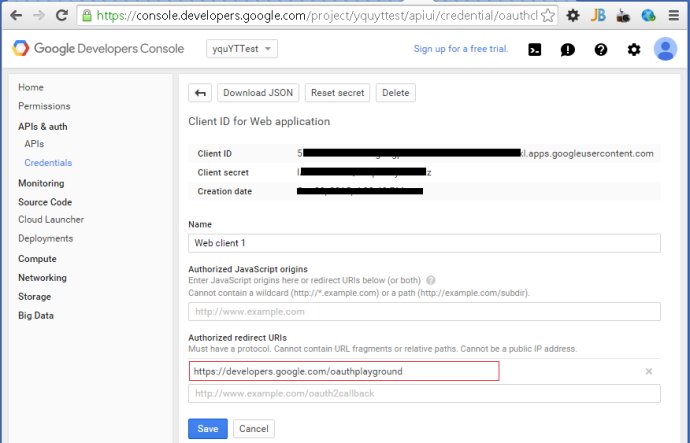 https://console.developers.google.com/project/yquyttest/apiui/credential/oauthcl
Google Developers Console
yquYTTest
Sign up for a free trial.
Home
Permissions
APIs & auth
APIs
Credentials
Monitoring
Source Code
Cloud Launcher
Deployments
Compute
Networking
Storage
Big Data
Download JSON
Reset secret
Delete
Client ID for Web application
Client ID 5 kl.apps.googleusercontent.com
Client secret z
Creation date
Name
Web client 1
Authorized JavaScript origins
Enter JavaScript origins here or redirect URIs below (or both)
Cannot contain a wildcard (http://*.example.com) or a path (http://example.com/subdir).
http://www.example.com
Authorized redirect URIs
Must have a protocol. Cannot contain URL fragments or relative paths. Cannot be a public IP address.
https://developers.google.com/oauthplayground
http://www.example.com/oauth2callback
Save
Cancel